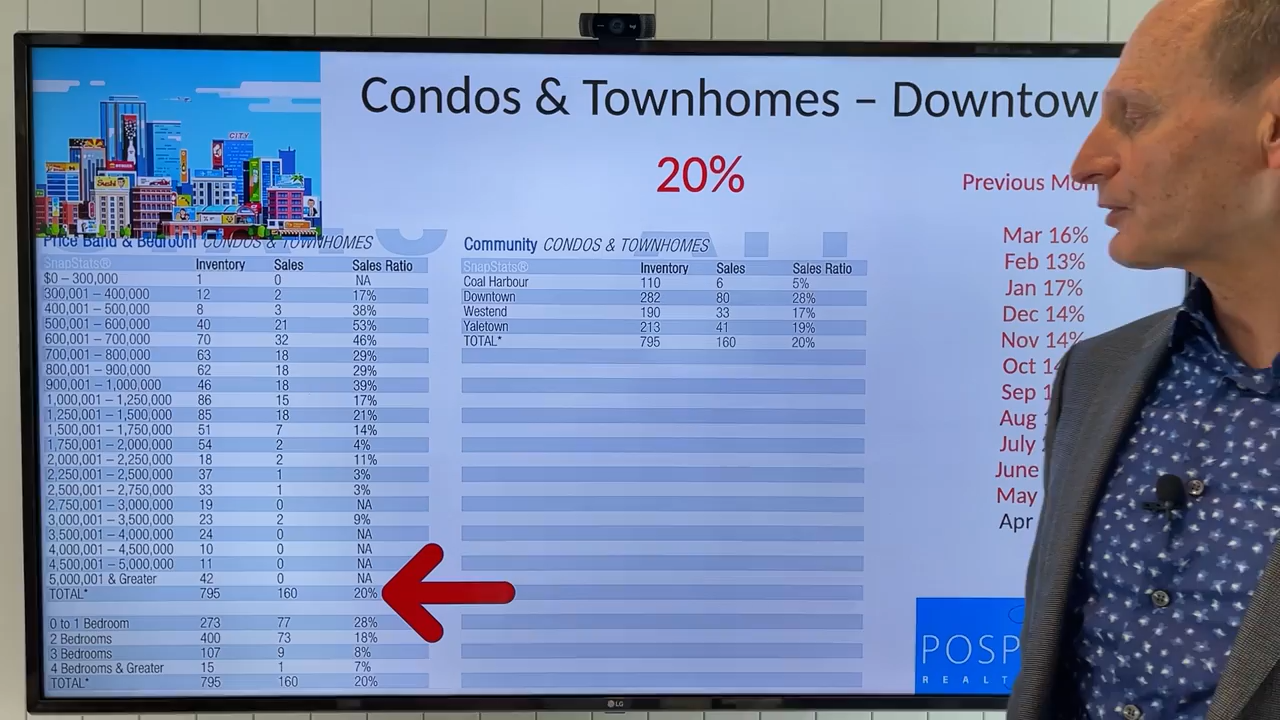 Condos & Townhomes – Downtow
20%
Previous Mon
Mar 16%
Feb 13%
Jan 17%
Dec 14%
Nov 14%
Oct
Sep
Aug
July
June
May
Apr
CITY
Sushi
Price Band & Bedroom CONDOS & TOWNHOMES
SnapStats® Inventory Sales Sales Ratio
$0 – 300,000 1 0 NA
300,001 – 400,000 12 2 17%
400,001 – 500,000 8 3 38%
500,001 – 600,000 40 21 53%
600,001 – 700,000 70 32 46%
700,001 – 800,000 63 18 29%
800,001 – 900,000 62 18 29%
900,001 – 1,000,000 46 18 39%
1,000,001 – 1,250,000 86 15 17%
1,250,001 – 1,500,000 85 18 21%
1,500,001 – 1,750,000 51 7 14%
1,750,001 – 2,000,000 54 2 4%
2,000,001 – 2,250,000 18 2 11%
2,250,001 – 2,500,000 37 1 3%
2,500,001 – 2,750,000 33 1 3%
2,750,001 – 3,000,000 19 0 NA
3,000,001 – 3,500,000 23 2 9%
3,500,001 – 4,000,000 24 0 NA
4,000,001 – 4,500,000 10 0 NA
4,500,001 – 5,000,000 11 0 NA
5,000,001 & Greater 42 0 NA
TOTAL* 795 160 20%
0 to 1 Bedroom 273 77 28%
2 Bedrooms 400 73 18%
3 Bedrooms 107 9 8%
4 Bedrooms & Greater 15 1 7%
TOTAL* 795 160 20%
Community CONDOS & TOWNHOMES
SnapStats® Inventory Sales Sales Ratio
Coal Harbour 110 6 5%
Downtown 282 80 28%
Westend 190 33 17%
Yaletown 213 41 19%
TOTAL* 795 160 20%
POSP
REALT
LG